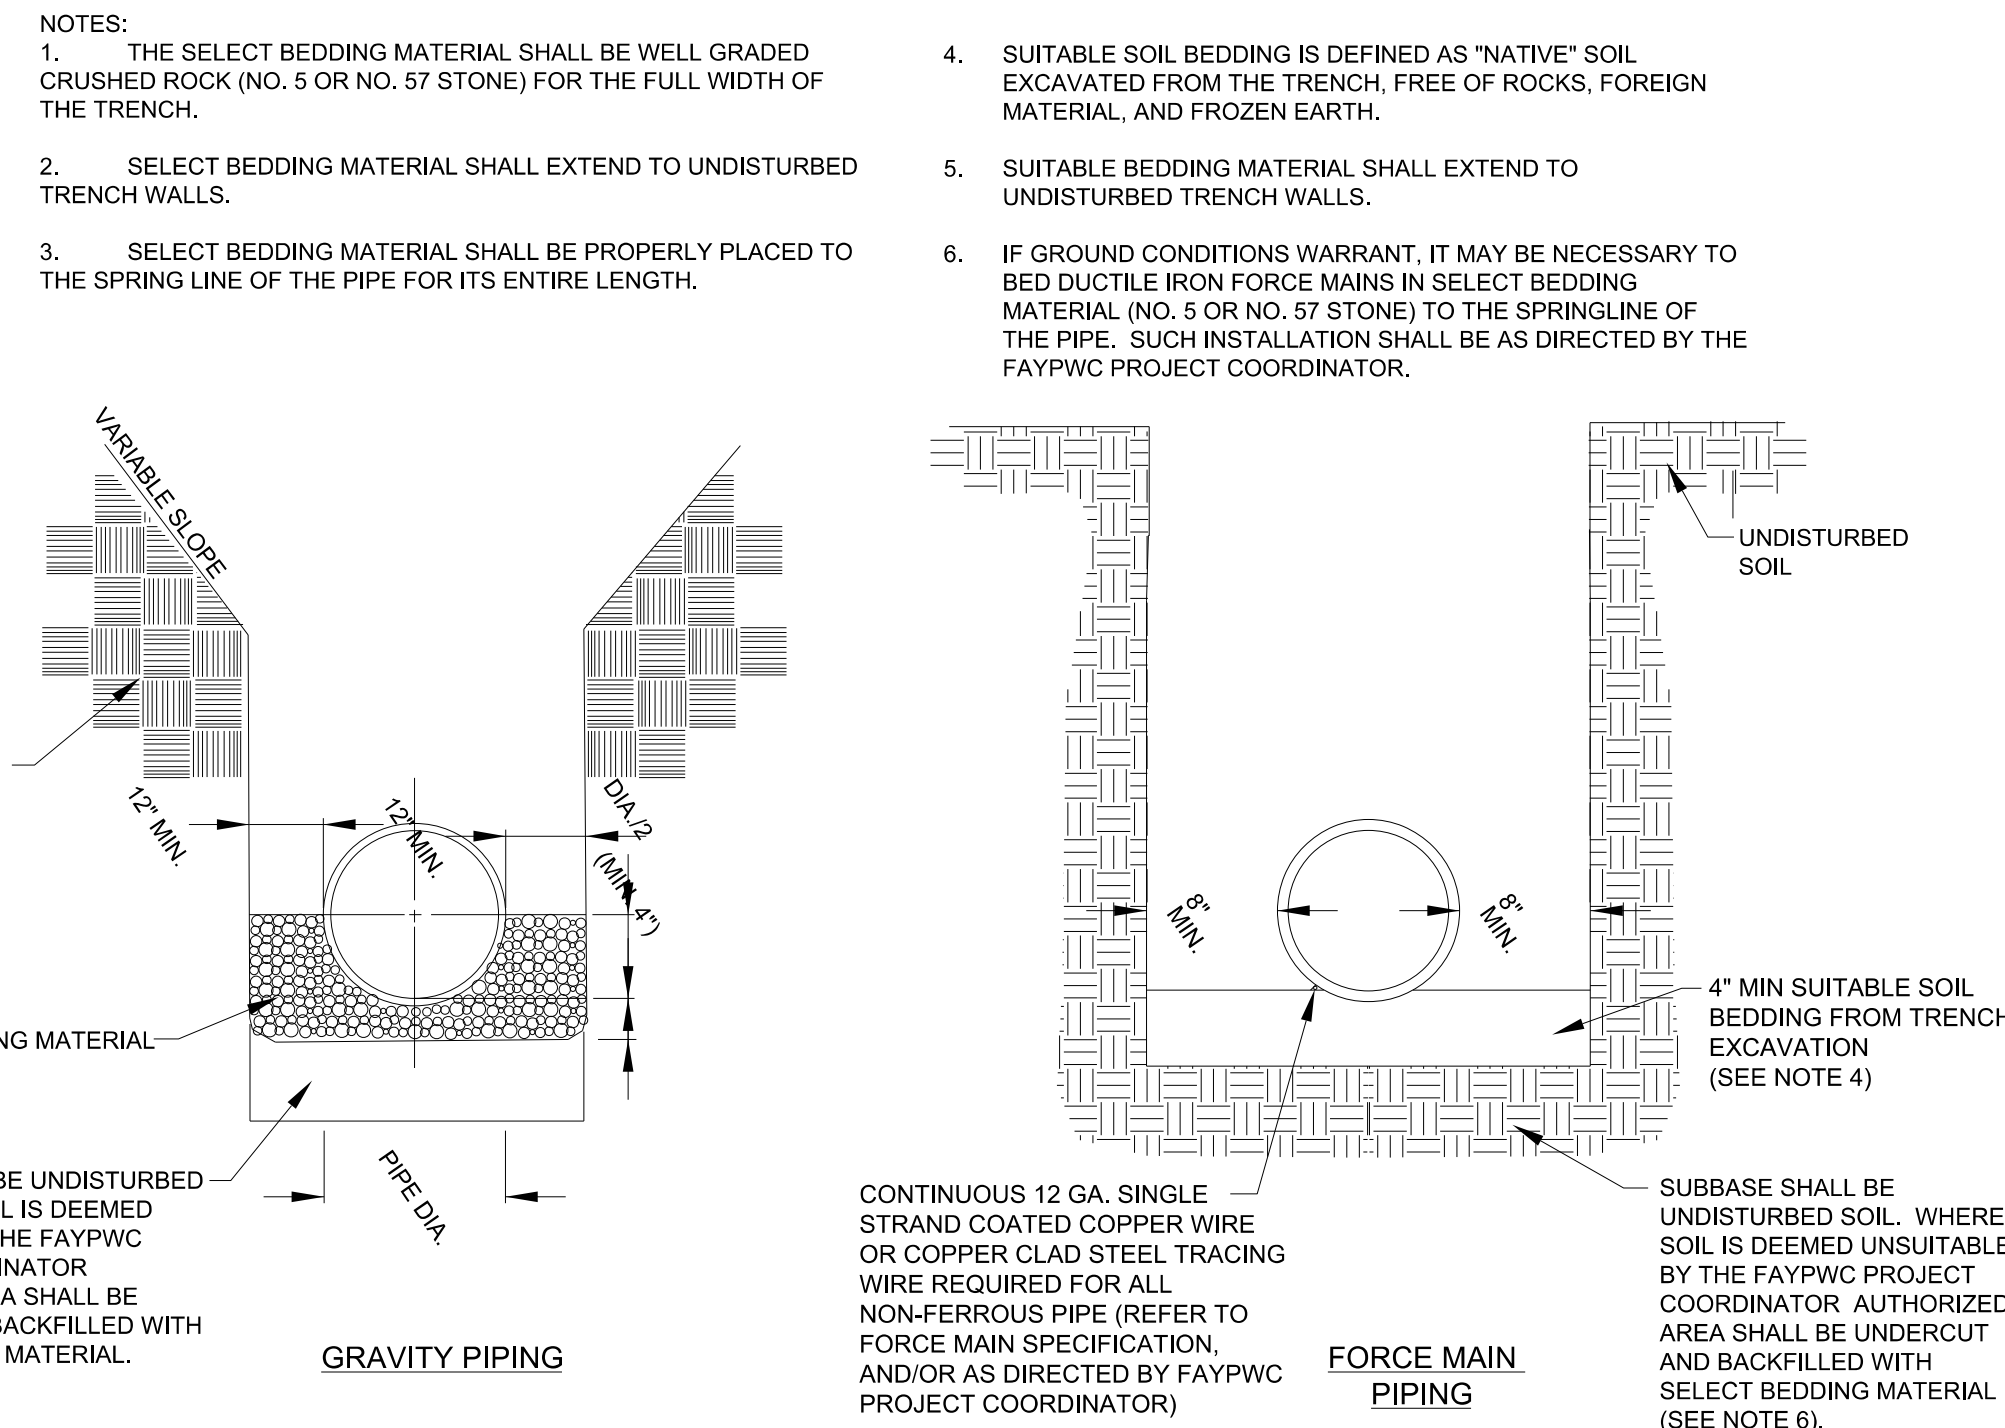 NOTES:
1. THE SELECT BEDDING MATERIAL SHALL BE WELL GRADED
CRUSHED ROCK (NO. 5 OR NO. 57 STONE) FOR THE FULL WIDTH OF
THE TRENCH.
2. SELECT BEDDING MATERIAL SHALL EXTEND TO UNDISTURBED
TRENCH WALLS.
3. SELECT BEDDING MATERIAL SHALL BE PROPERLY PLACED TO
THE SPRING LINE OF THE PIPE FOR ITS ENTIRE LENGTH.
4. SUITABLE SOIL BEDDING IS DEFINED AS "NATIVE" SOIL
EXCAVATED FROM THE TRENCH, FREE OF ROCKS, FOREIGN
MATERIAL, AND FROZEN EARTH.
5. SUITABLE BEDDING MATERIAL SHALL EXTEND TO
UNDISTURBED TRENCH WALLS.
6. IF GROUND CONDITIONS WARRANT, IT MAY BE NECESSARY TO
BED DUCTILE IRON FORCE MAINS IN SELECT BEDDING
MATERIAL (NO. 5 OR NO. 57 STONE) TO THE SPRINGLINE OF
THE PIPE. SUCH INSTALLATION SHALL BE AS DIRECTED BY THE
FAYPWC PROJECT COORDINATOR.
VARIABLE SLOPE
12" MIN.
12" MIN.
DIA./2
(MIN. 4")
NG MATERIAL
BE UNDISTURBED
L IS DEEMED
HE FAYPWC
INATOR
A SHALL BE
BACKFILLED WITH
MATERIAL.
PIPE DIA.
GRAVITY PIPING
UNDISTURBED
SOIL
8"
MIN.
8"
MIN.
4" MIN SUITABLE SOIL
BEDDING FROM TRENCH
EXCAVATION
(SEE NOTE 4)
CONTINUOUS 12 GA. SINGLE
STRAND COATED COPPER WIRE
OR COPPER CLAD STEEL TRACING
WIRE REQUIRED FOR ALL
NON-FERROUS PIPE (REFER TO
FORCE MAIN SPECIFICATION,
AND/OR AS DIRECTED BY FAYPWC
PROJECT COORDINATOR)
FORCE MAIN
PIPING
SUBBASE SHALL BE
UNDISTURBED SOIL. WHERE
SOIL IS DEEMED UNSUITABLE
BY THE FAYPWC PROJECT
COORDINATOR AUTHORIZED
AREA SHALL BE UNDERCUT
AND BACKFILLED WITH
SELECT BEDDING MATERIAL
(SEE NOTE 6).